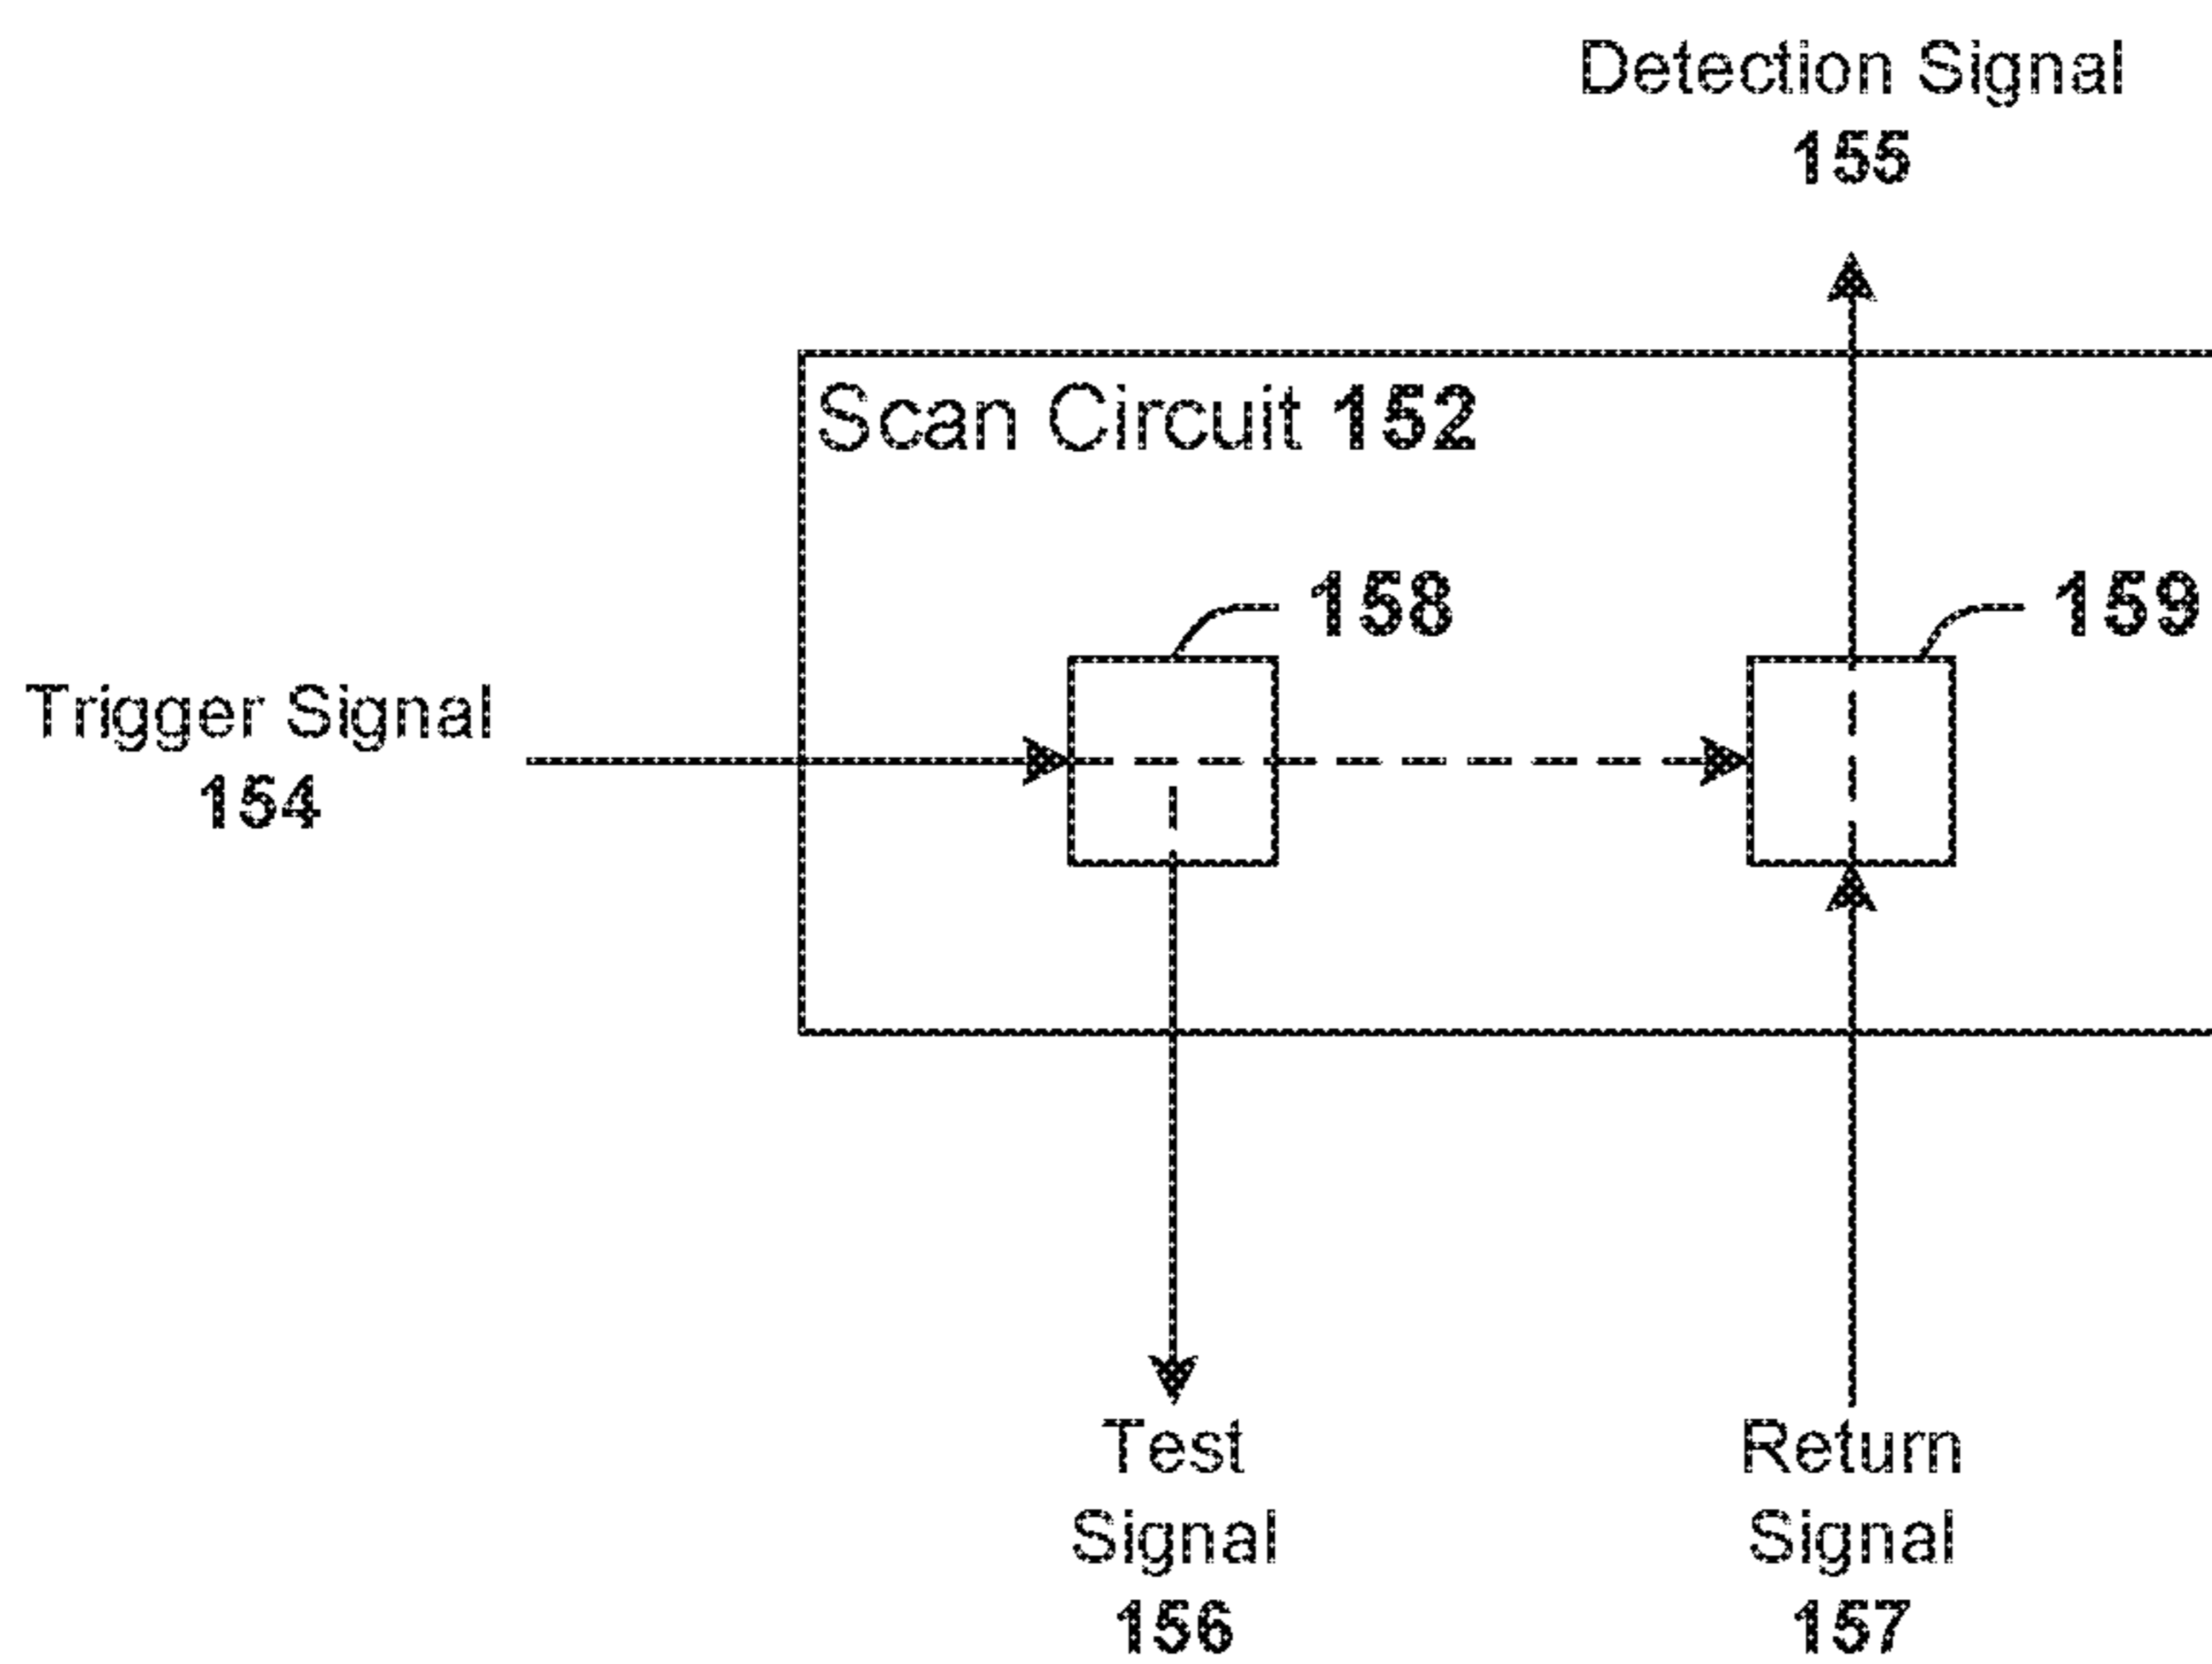 Detection Signal
155
Scan Circuit 152
158
159
Trigger Signal
154
Test
Signal
156
Return
Signal
157